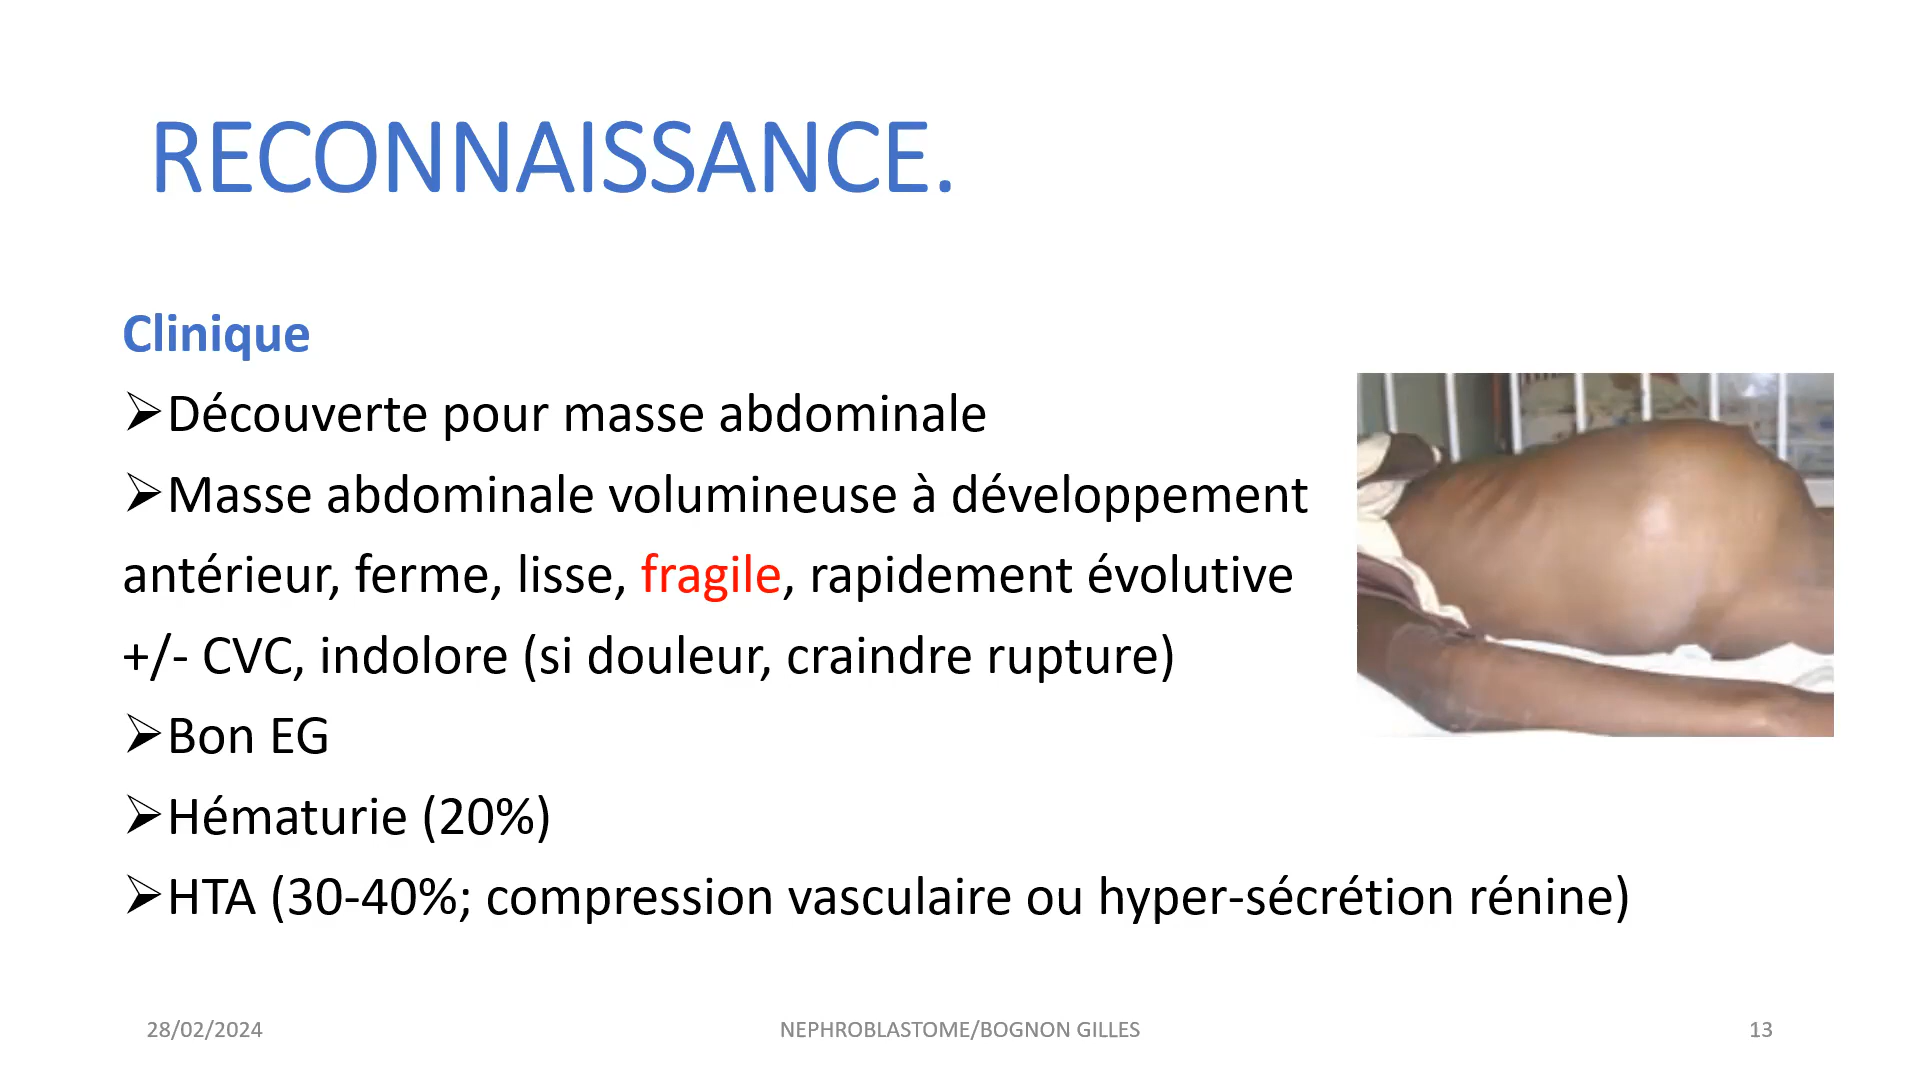 RECONNAISSANCE.
Clinique
➢Découverte pour masse abdominale
➢Masse abdominale volumineuse à développement
antérieur, ferme, lisse, fragile, rapidement évolutive
+/- CVC, indolore (si douleur, craindre rupture)
➢Bon EG
➢Hématurie (20%)
➢HTA (30-40%; compression vasculaire ou hyper-sécrétion rénine)
28/02/2024
NEPHROBLASTOME/BOGNON GILLES
13